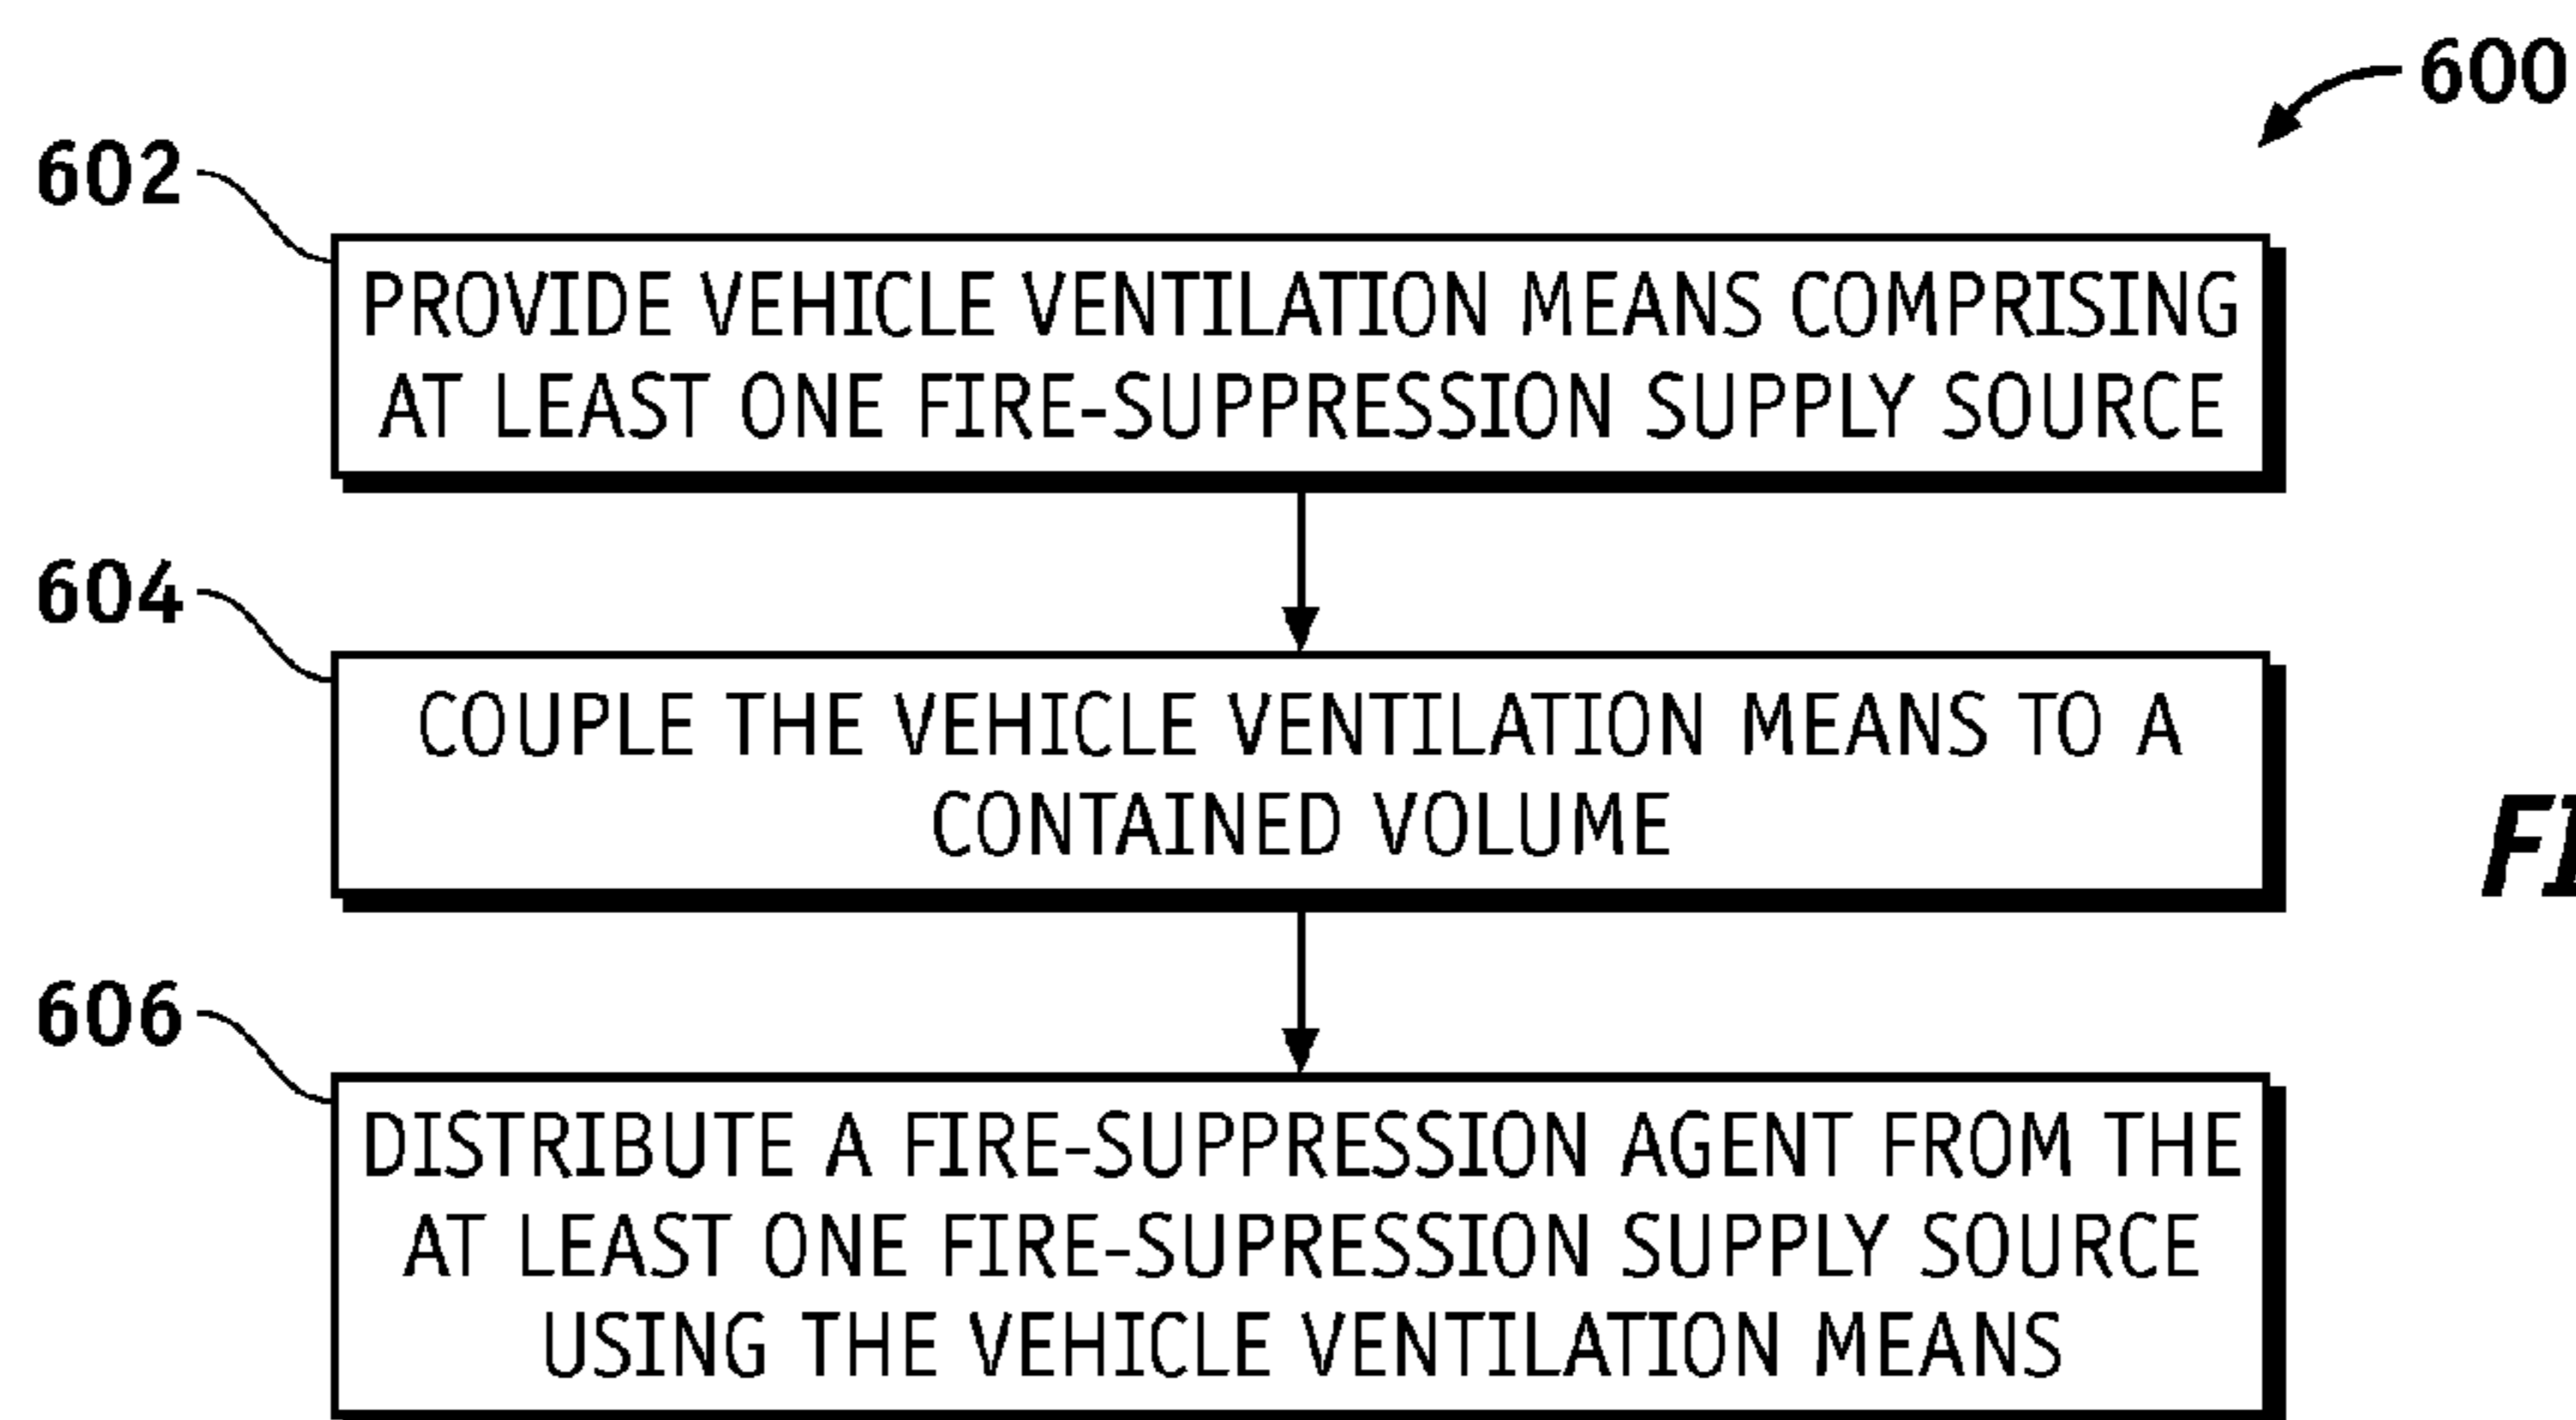 600
602
PROVIDE VEHICLE VENTILATION MEANS COMPRISING
AT LEAST ONE FIRE-SUPPRESSION SUPPLY SOURCE
604
COUPLE THE VEHICLE VENTILATION MEANS TO A
CONTAINED VOLUME
606
DISTRIBUTE A FIRE-SUPPRESSION AGENT FROM THE
AT LEAST ONE FIRE-SUPRESSION SUPPLY SOURCE
USING THE VEHICLE VENTILATION MEANS